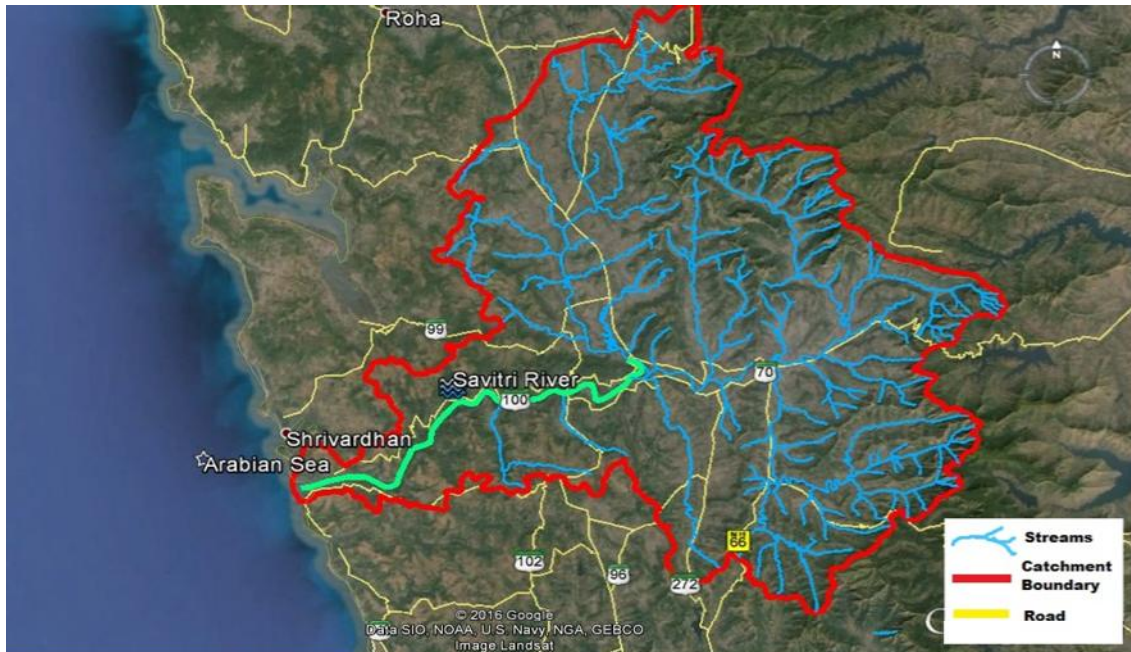 Roha
N
99
70
Savitri River
100
Shrivardhan
Arabian Sea
66
102
96
272
© 2016 Google
Data SIO, NOAA, U.S. Navy, NGA, GEBCO
Image Landsat
Streams
Catchment
Boundary
Road